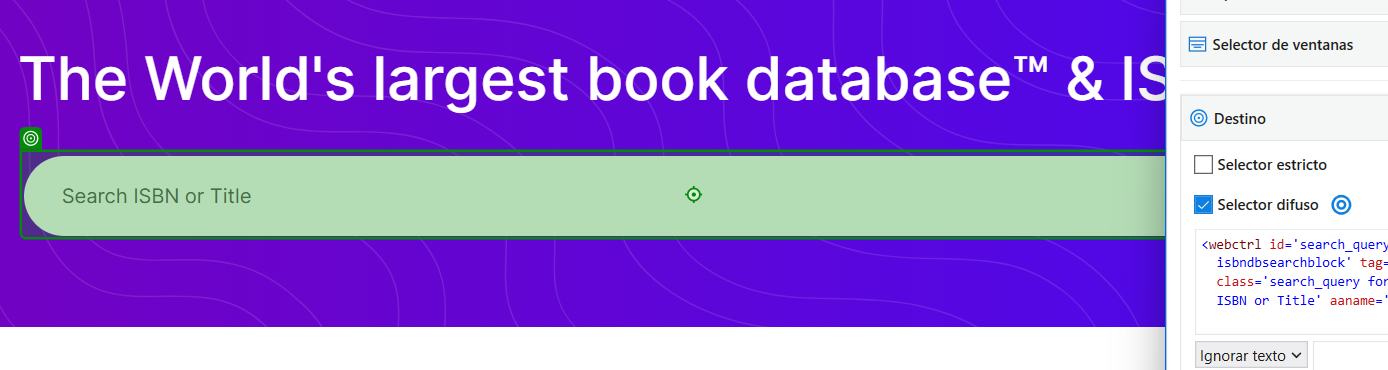 The World's largest book database™ & IS
Search ISBN or Title
Selector de ventanas
Destino
Selector estricto
Selector difuso
<webctrl id='search_query
isbndbsearchblock' tag=
class='search_query for
ISBN or Title' aaname='
Ignorar texto